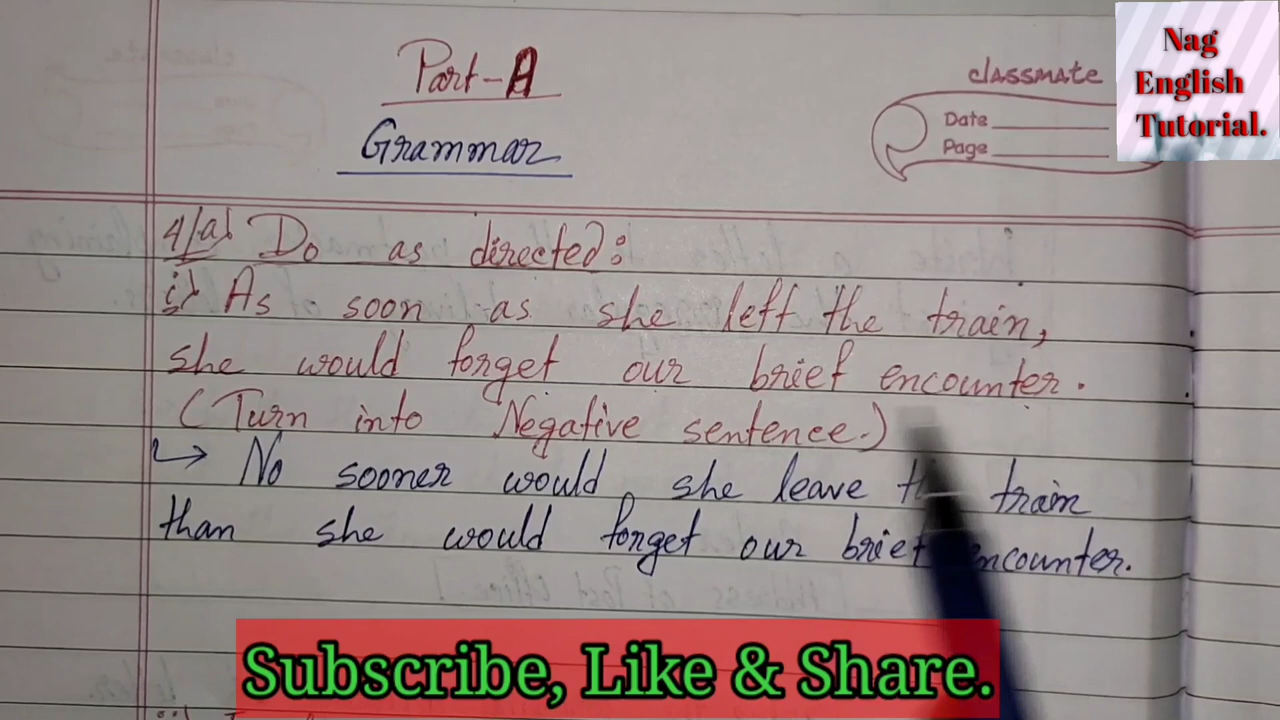 Part-A
Grammar
Nag
English
Tutorial.
classmate
Date
Page
4/a) Do as directed:
i) As soon as she left the train,
she would forget our brief encounter.
(Turn into Negative sentence.)
→ No sooner would she leave the train
than she would forget our brief encounter.
Subscribe, Like & Share.